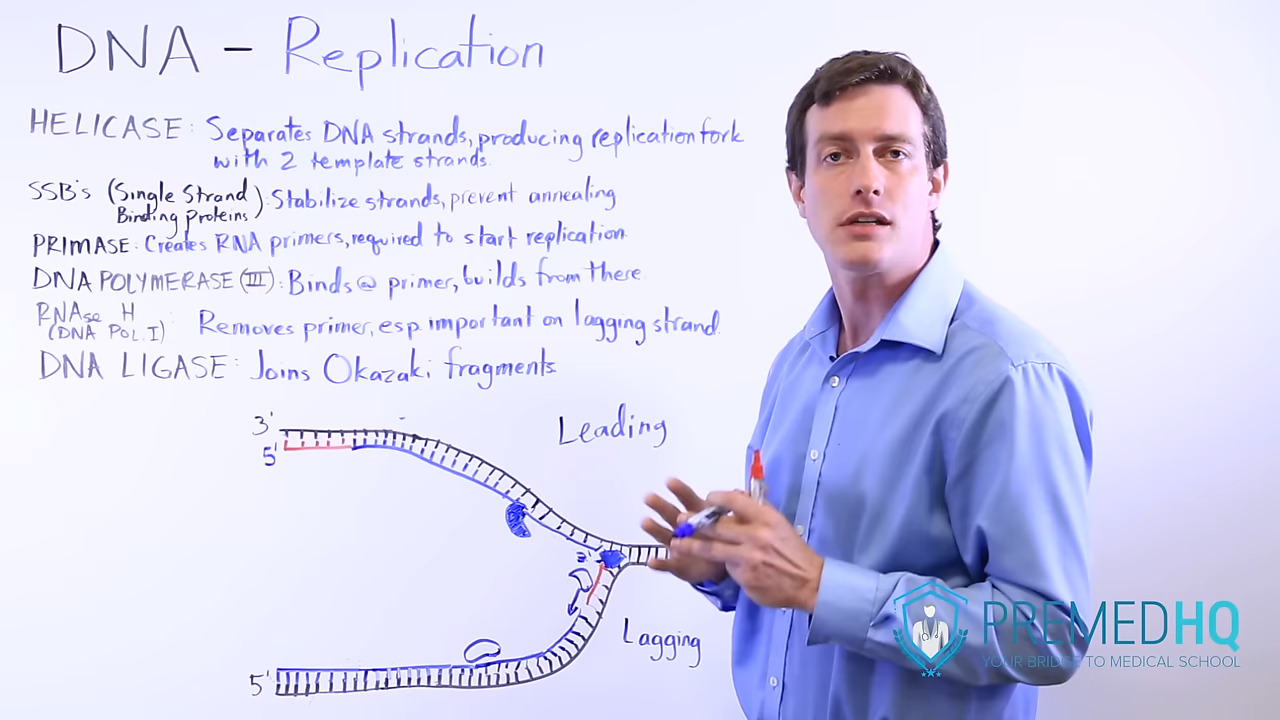 DNA - Replication
HELICASE: Separates DNA strands, producing replication fork
with 2 template strands.
SSB's (Single Strand
Binding Proteins): Stabilize strands, prevent annealing
PRIMASE: Creates RNA primers, required to start replication.
DNA POLYMERASE (III): Binds @ primer, builds from there
RNAse H
(DNA POL. I): Removes primer, esp. important on lagging strand.
DNA LIGASE: Joins Okazaki fragments.
3'
5'
Leading
3'
Lagging
5'
PREMEDHQ
YOUR BRIDGE TO MEDICAL SCHOOL